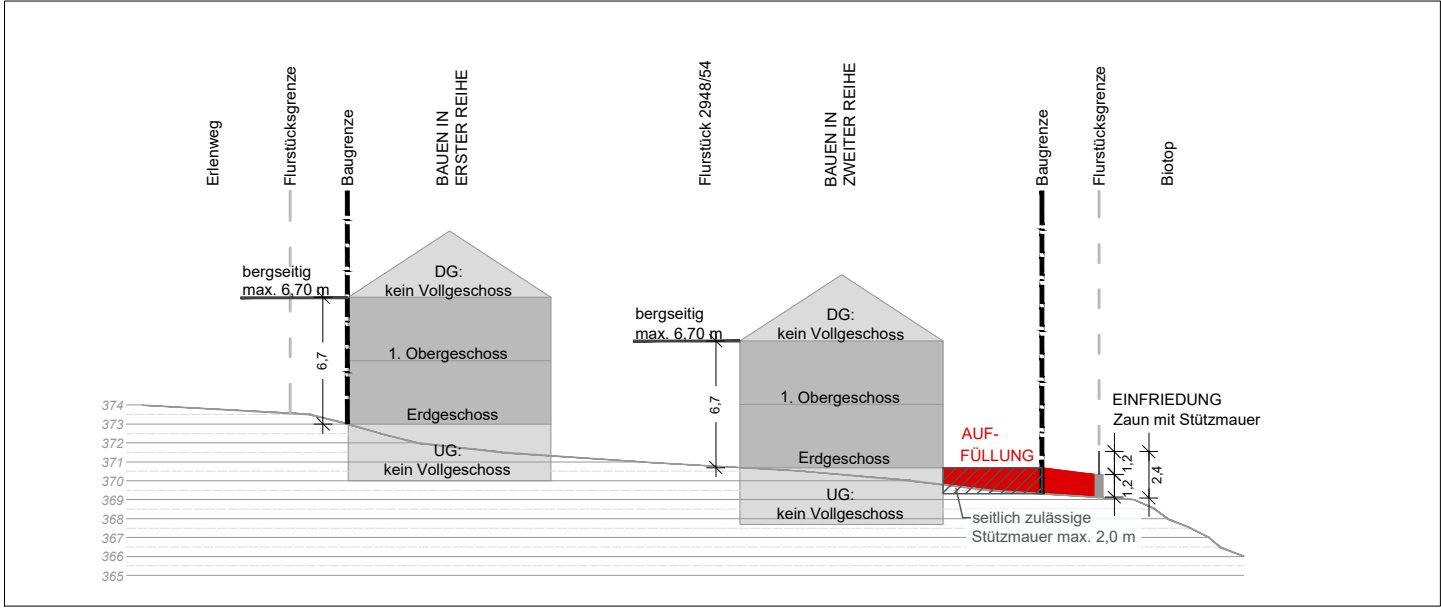 Erlenweg
Flurstücksgrenze
Baugrenze
BAUEN IN
ERSTER REIHE
Flurstück 2948/54
BAUEN IN
ZWEITER REIHE
Baugrenze
Flurstücksgrenze
Biotop
bergseitig
max. 6,70 m
6,7
DG:
kein Vollgeschoss
1. Obergeschoss
Erdgeschoss
UG:
kein Vollgeschoss
bergseitig
max. 6,70 m
6,7
DG:
kein Vollgeschoss
1. Obergeschoss
Erdgeschoss
UG:
kein Vollgeschoss
AUF-
FÜLLUNG
EINFRIEDUNG
Zaun mit Stützmauer
1,2
1,2
2,4
seitlich zulässige
Stützmauer max. 2,0 m
374
373
372
371
370
369
368
367
366
365